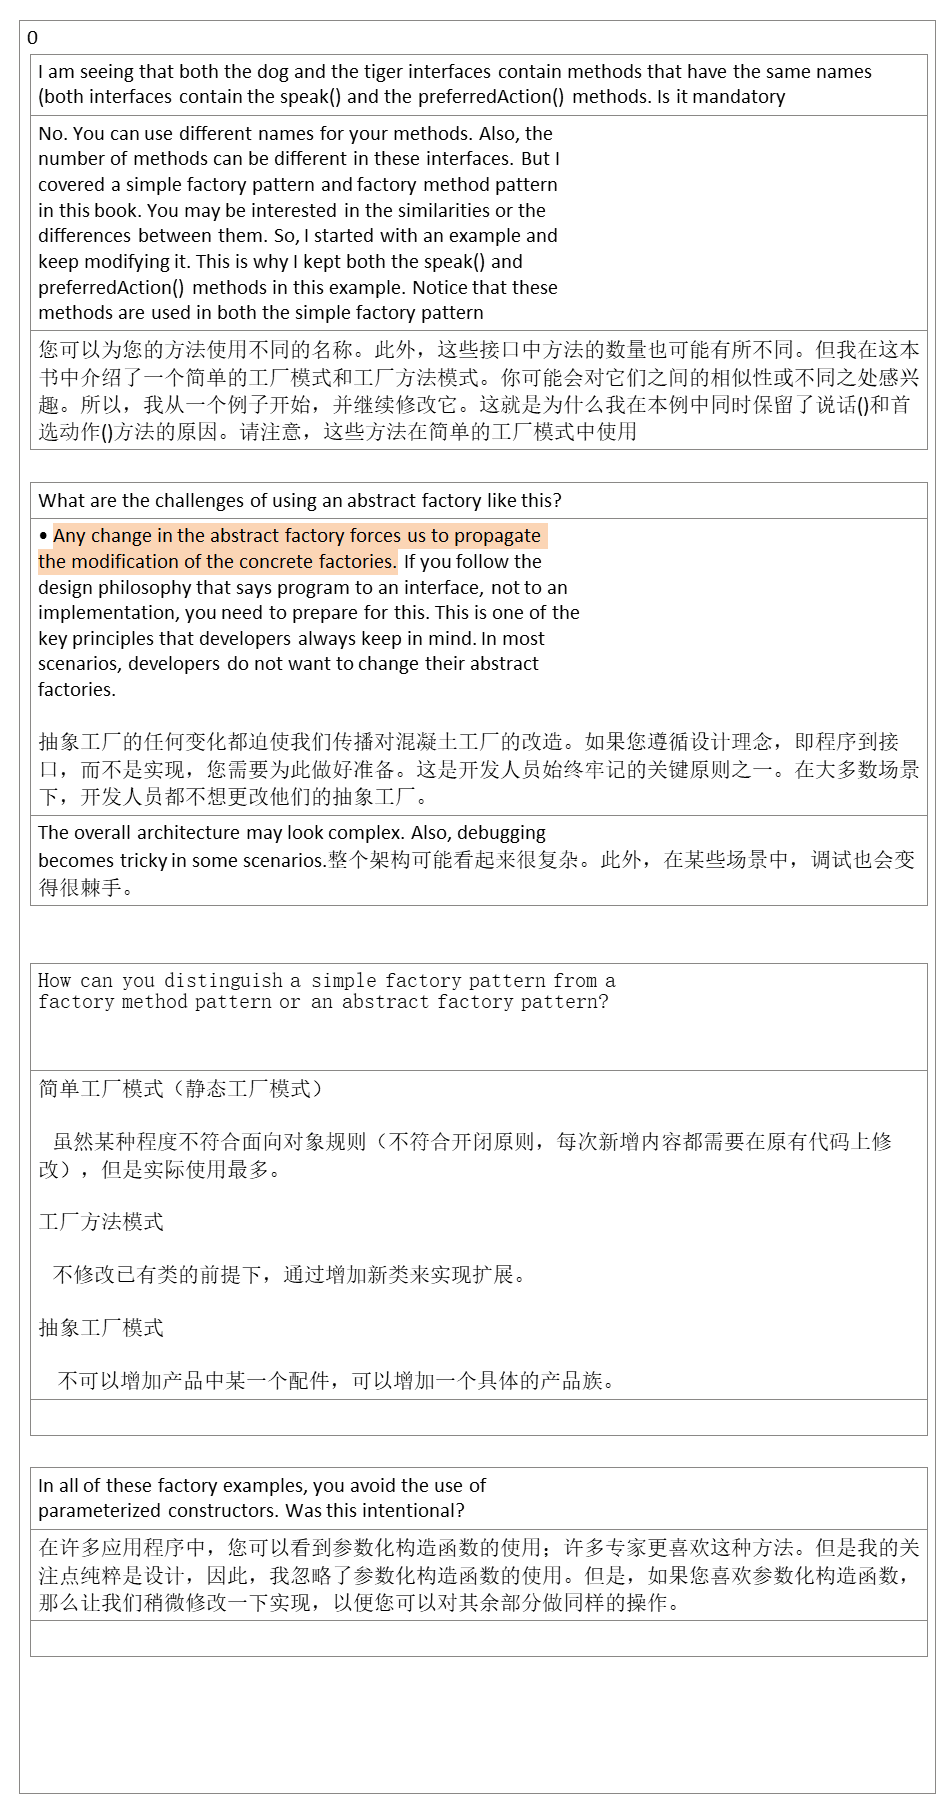 0
I am seeing that both the dog and the tiger interfaces contain methods that have the same names
(both interfaces contain the speak() and the preferredAction() methods. Is it mandatory
No. You can use different names for your methods. Also, the
number of methods can be different in these interfaces. But I
covered a simple factory pattern and factory method pattern
in this book. You may be interested in the similarities or the
differences between them. So, I started with an example and
keep modifying it. This is why I kept both the speak() and
preferredAction() methods in this example. Notice that these
methods are used in both the simple factory pattern
您可以为您的方法使用不同的名称。此外，这些接口中方法的数量也可能有所不同。但我在这本
书中介绍了一个简单的工厂模式和工厂方法模式。你可能会对它们之间的相似性或不同之处感兴
趣。所以，我从一个例子开始，并继续修改它。这就是为什么我在本例中同时保留了说话()和首
选动作()方法的原因。请注意，这些方法在简单的工厂模式中使用
What are the challenges of using an abstract factory like this?
• Any change in the abstract factory forces us to propagate
the modification of the concrete factories. If you follow the
design philosophy that says program to an interface, not to an
implementation, you need to prepare for this. This is one of the
key principles that developers always keep in mind. In most
scenarios, developers do not want to change their abstract
factories.
抽象工厂的任何变化都迫使我们传播对混凝土工厂的改造。如果您遵循设计理念，即程序到接
口，而不是实现，您需要为此做好准备。这是开发人员始终牢记的关键原则之一。在大多数场景
下，开发人员都不想更改他们的抽象工厂。
The overall architecture may look complex. Also, debugging
becomes tricky in some scenarios.整个架构可能看起来很复杂。此外，在某些场景中，调试也会变
得很棘手。
How can you distinguish a simple factory pattern from a
factory method pattern or an abstract factory pattern?
简单工厂模式（静态工厂模式）
虽然某种程度不符合面向对象规则（不符合开闭原则，每次新增内容都需要在原有代码上修
改），但是实际使用最多。
工厂方法模式
不修改已有类的前提下，通过增加新类来实现扩展。
抽象工厂模式
不可以增加产品中某一个配件，可以增加一个具体的产品族。
In all of these factory examples, you avoid the use of
parameterized constructors. Was this intentional?
在许多应用程序中，您可以看到参数化构造函数的使用；许多专家更喜欢这种方法。但是我的关
注点纯粹是设计，因此，我忽略了参数化构造函数的使用。但是，如果您喜欢参数化构造函数，
那么让我们稍微修改一下实现，以便您可以对其余部分做同样的操作。